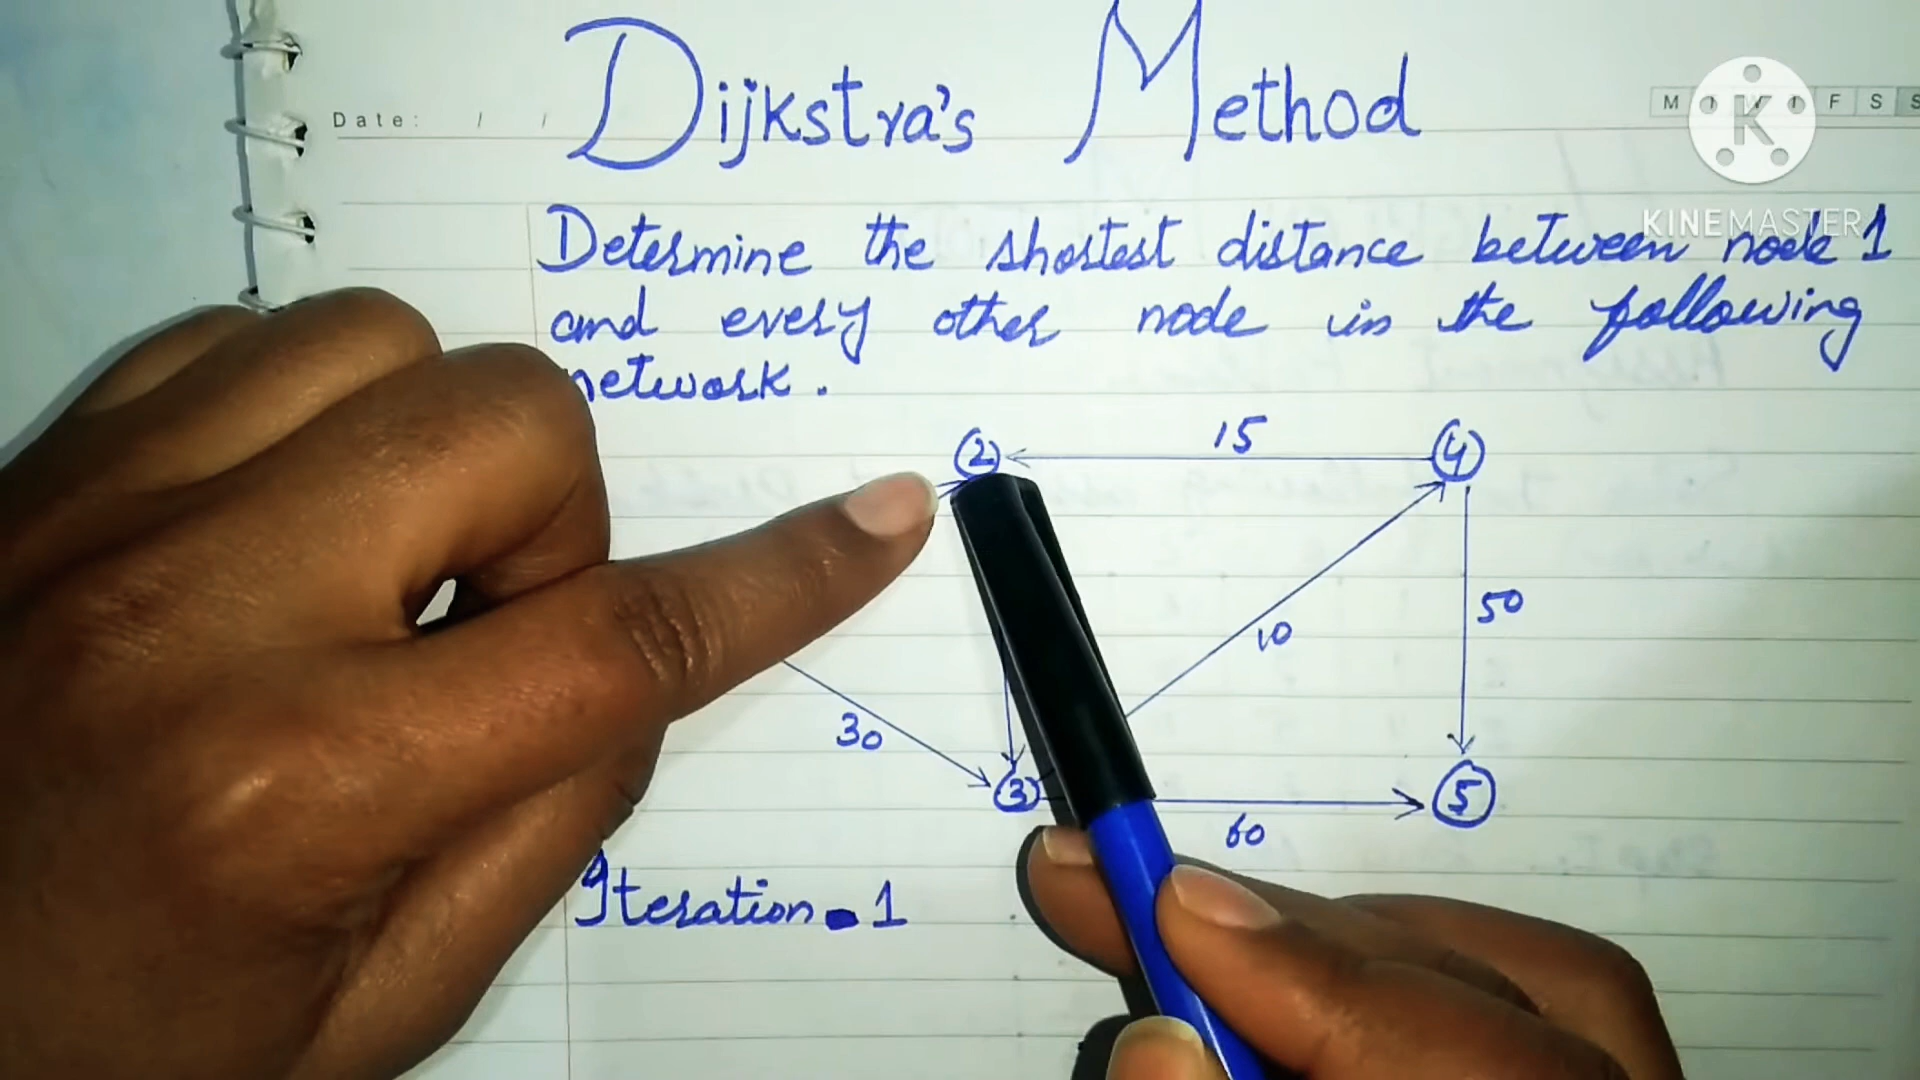 Dijkstra's Method
Date: / /
M T W T F S S
K
KINEMASTER
Determine the shortest distance between node 1
and every other node in the following
network.
2
15
4
10
50
30
3
60
5
Iteration 1